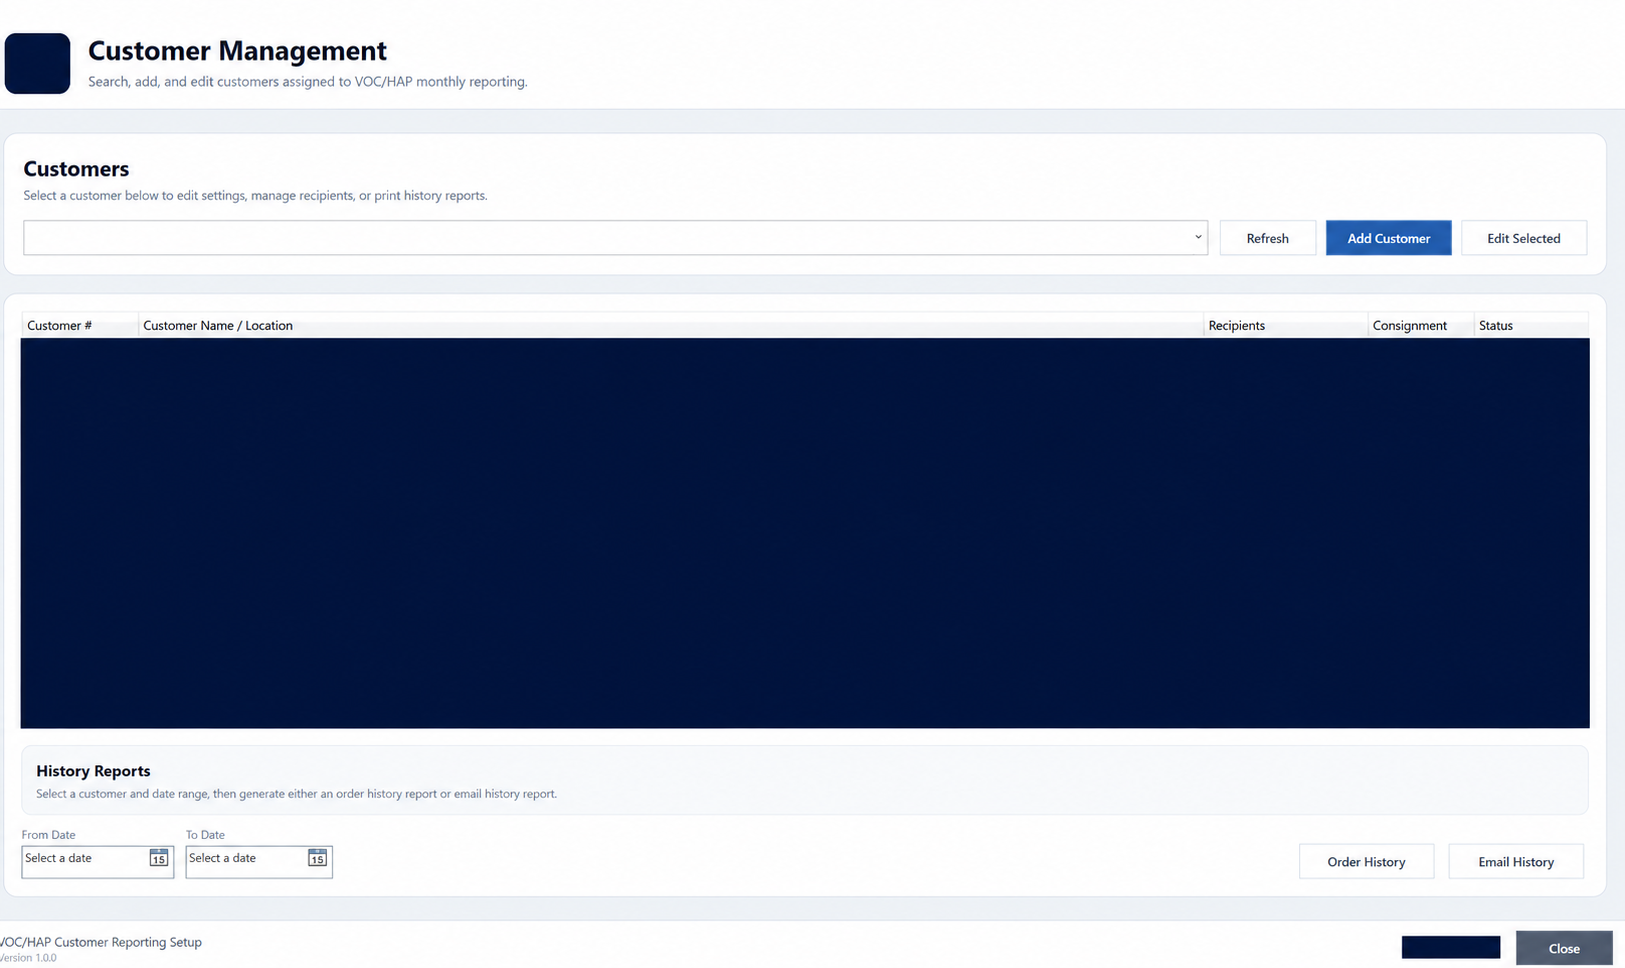 Customer Management
Search, add, and edit customers assigned to VOC/HAP monthly reporting.
Customers
Select a customer below to edit settings, manage recipients, or print history reports.
Refresh
Add Customer
Edit Selected
Customer # Customer Name / Location Recipients Consignment Status
History Reports
Select a customer and date range, then generate either an order history report or email history report.
From Date To Date
Select a date 15 Select a date 15
Order History
Email History
VOC/HAP Customer Reporting Setup
Version 1.0.0
Close